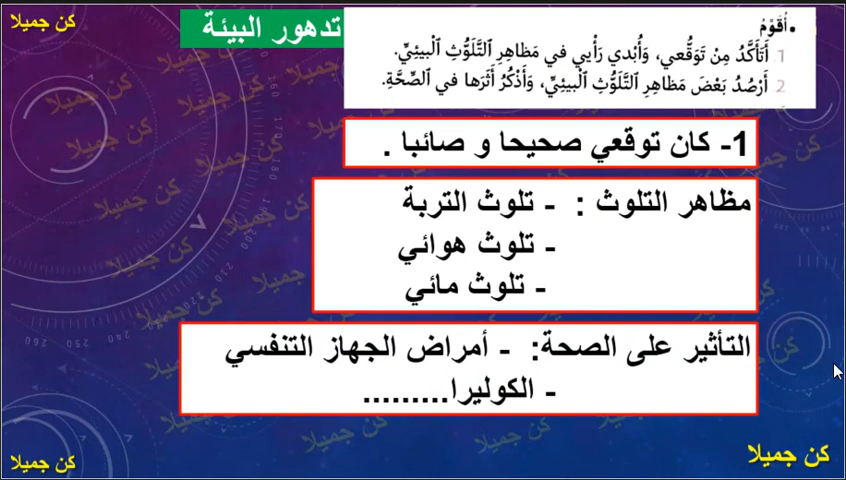 كن جميلا
تدهور البيئة
• أُقَوِّمُ
1 أَتَأَكَّدُ مِنْ تَوَقُّعي، وَأُبْدي رَأْيي في مَظاهِرِ ٱلتَّلَوُّثِ ٱلْبيئِيِّ.
2 أَرْصُدُ بَعْضَ مَظاهِرِ ٱلتَّلَوُّثِ ٱلْبيئِيِّ، وَأَذْكُرُ أَثَرَها في ٱلصِّحَّةِ.
1- كان توقعي صحيحا و صائبا .
مظاهر التلوث : - تلوث التربة
- تلوث هوائي
- تلوث مائي
التأثير على الصحة: - أمراض الجهاز التنفسي
- الكوليرا.........
كن جميلا
كن جميلا